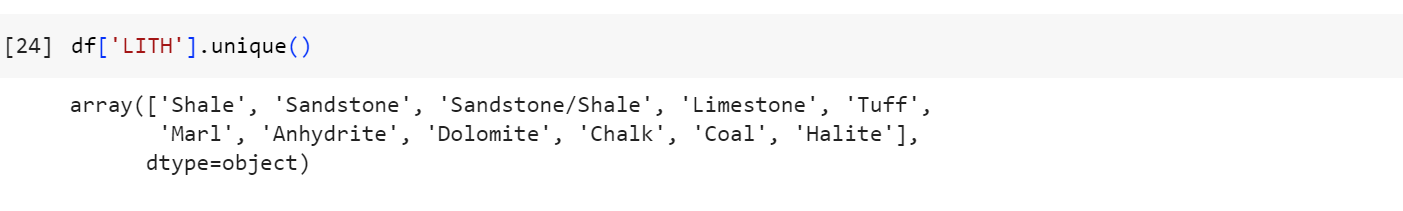 [24] df['LITH'].unique()
array(['Shale', 'Sandstone', 'Sandstone/Shale', 'Limestone', 'Tuff',
'Marl', 'Anhydrite', 'Dolomite', 'Chalk', 'Coal', 'Halite'],
dtype=object)